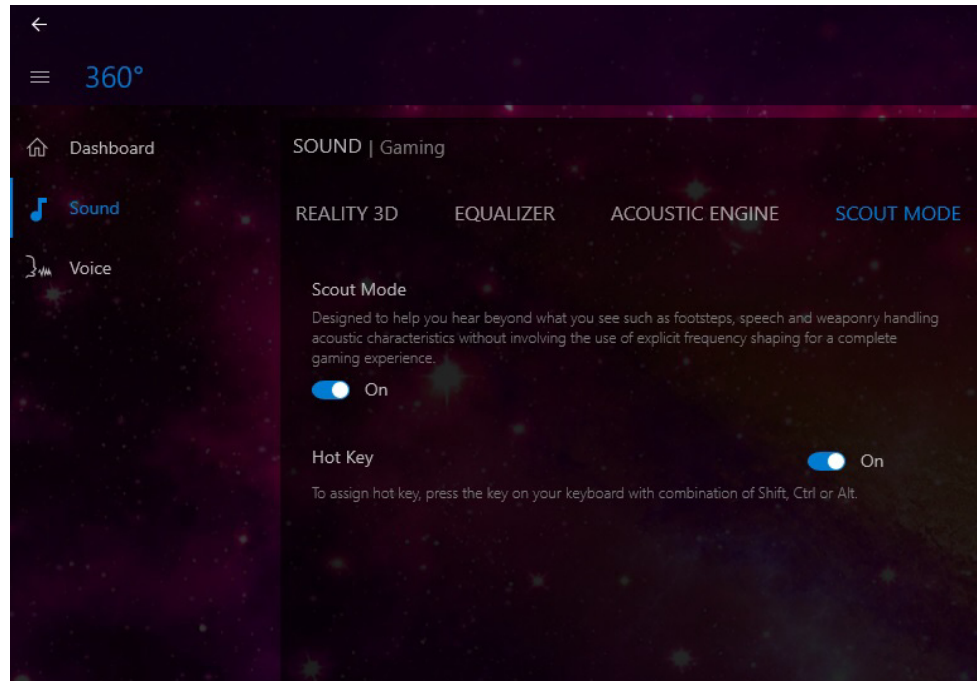 360°
Dashboard
Sound
Voice
SOUND | Gaming
REALITY 3D EQUALIZER ACOUSTIC ENGINE SCOUT MODE
Scout Mode
Designed to help you hear beyond what you see such as footsteps, speech and weaponry handling
acoustic characteristics without involving the use of explicit frequency shaping for a complete
gaming experience.
On
Hot Key On
To assign hot key, press the key on your keyboard with combination of Shift, Ctrl or Alt.